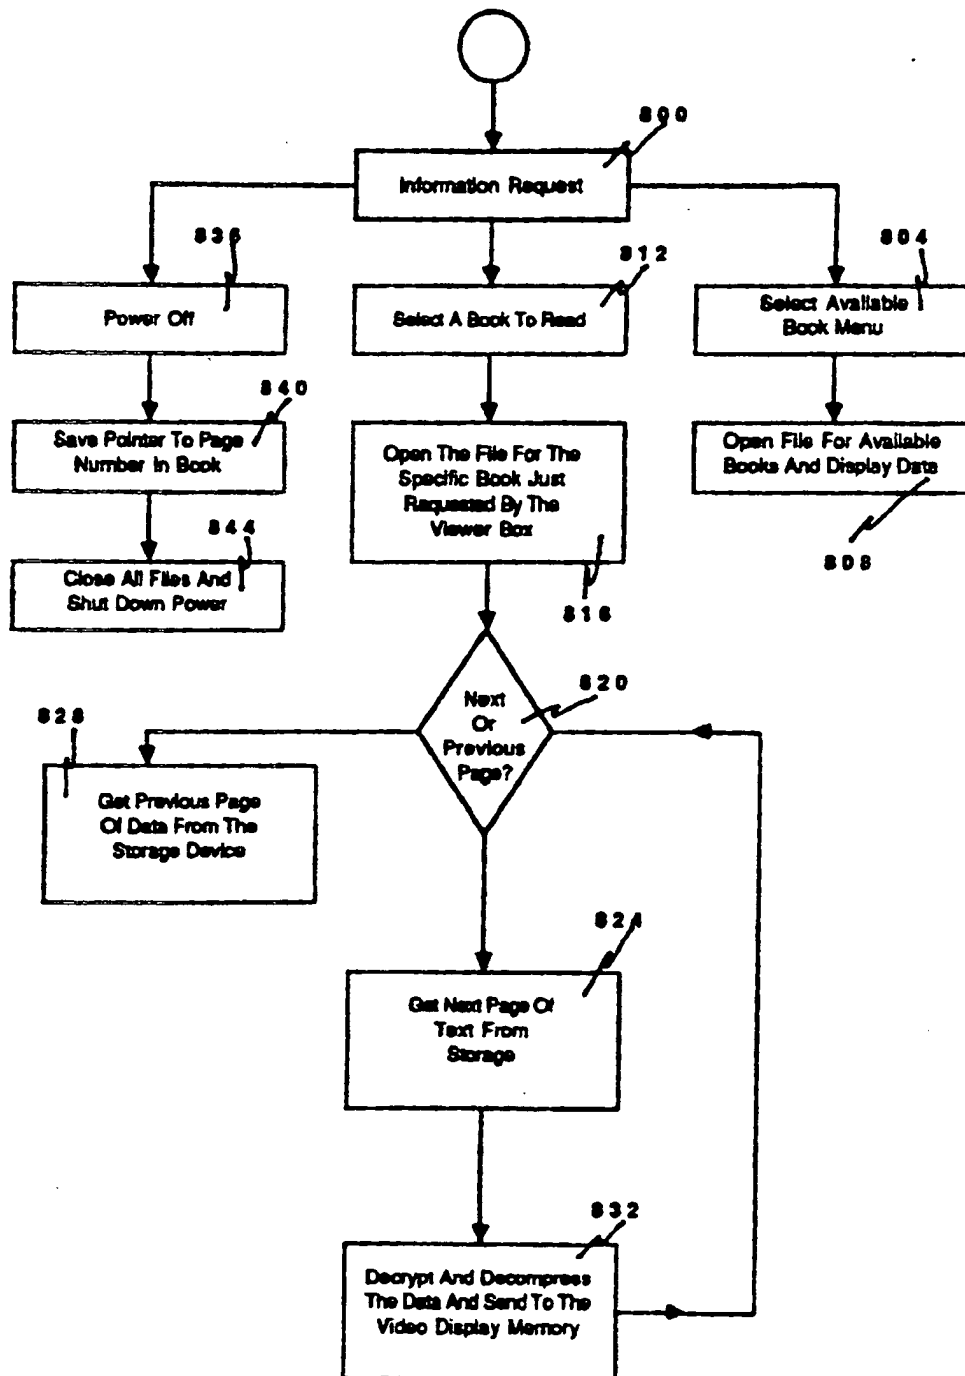 800
Information Request
836
812
804
Power Off
Select A Book To Read
Select Available
Book Menu
840
Save Pointer To Page
Number In Book
Open The File For The
Specific Book Just
Requested By The
Viewer Box
Open File For Available
Books And Display Data
844
808
Close All Files And
Shut Down Power
816
820
Next
Or
Previous
Page?
828
Get Previous Page
Of Data From The
Storage Device
824
Get Next Page Of
Text From
Storage
832
Decrypt And Decompress
The Data And Send To The
Video Display Memory